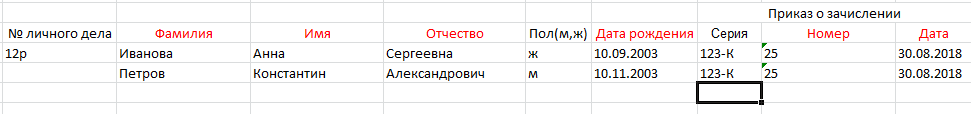 Приказ о зачислении
№ личного дела Фамилия Имя Отчество Пол(м,ж) Дата рождения Серия Номер Дата
12р Иванова Анна Сергеевна ж 10.09.2003 123-К 25 30.08.2018
Петров Константин Александрович м 10.11.2003 123-К 25 30.08.2018